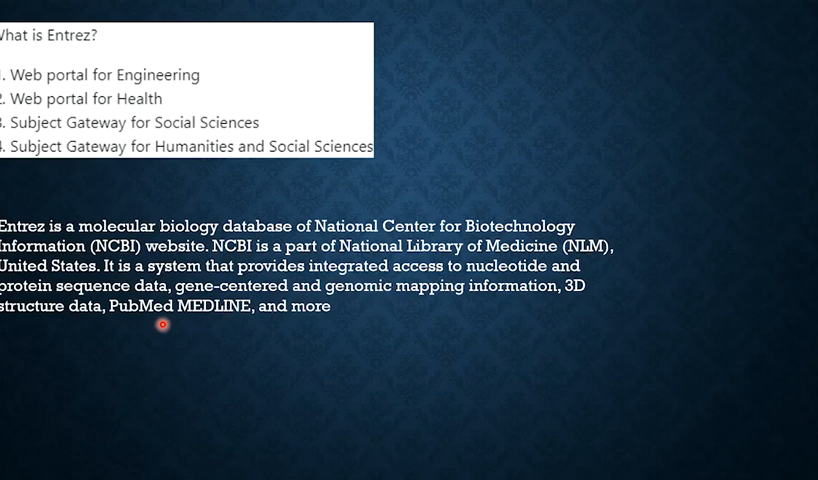 What is Entrez?
1. Web portal for Engineering
2. Web portal for Health
3. Subject Gateway for Social Sciences
4. Subject Gateway for Humanities and Social Sciences
Entrez is a molecular biology database of National Center for Biotechnology
Information (NCBI) website. NCBI is a part of National Library of Medicine (NLM),
United States. It is a system that provides integrated access to nucleotide and
protein sequence data, gene-centered and genomic mapping information, 3D
structure data, PubMed MEDLINE, and more